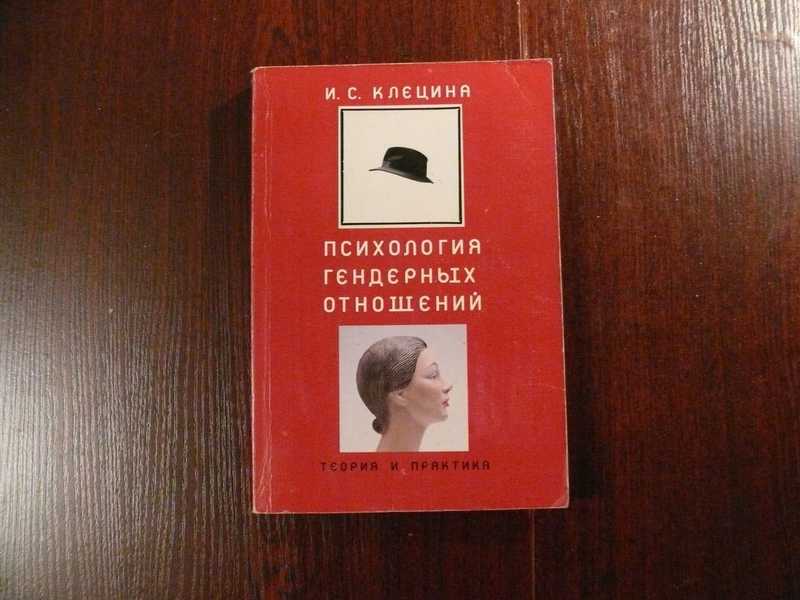 И. С. КЛЕЦИНА
ПСИХОЛОГИЯ
ГЕНДЕРНЫХ
ОТНОШЕНИЙ
ТЕОРИЯ И ПРАКТИКА